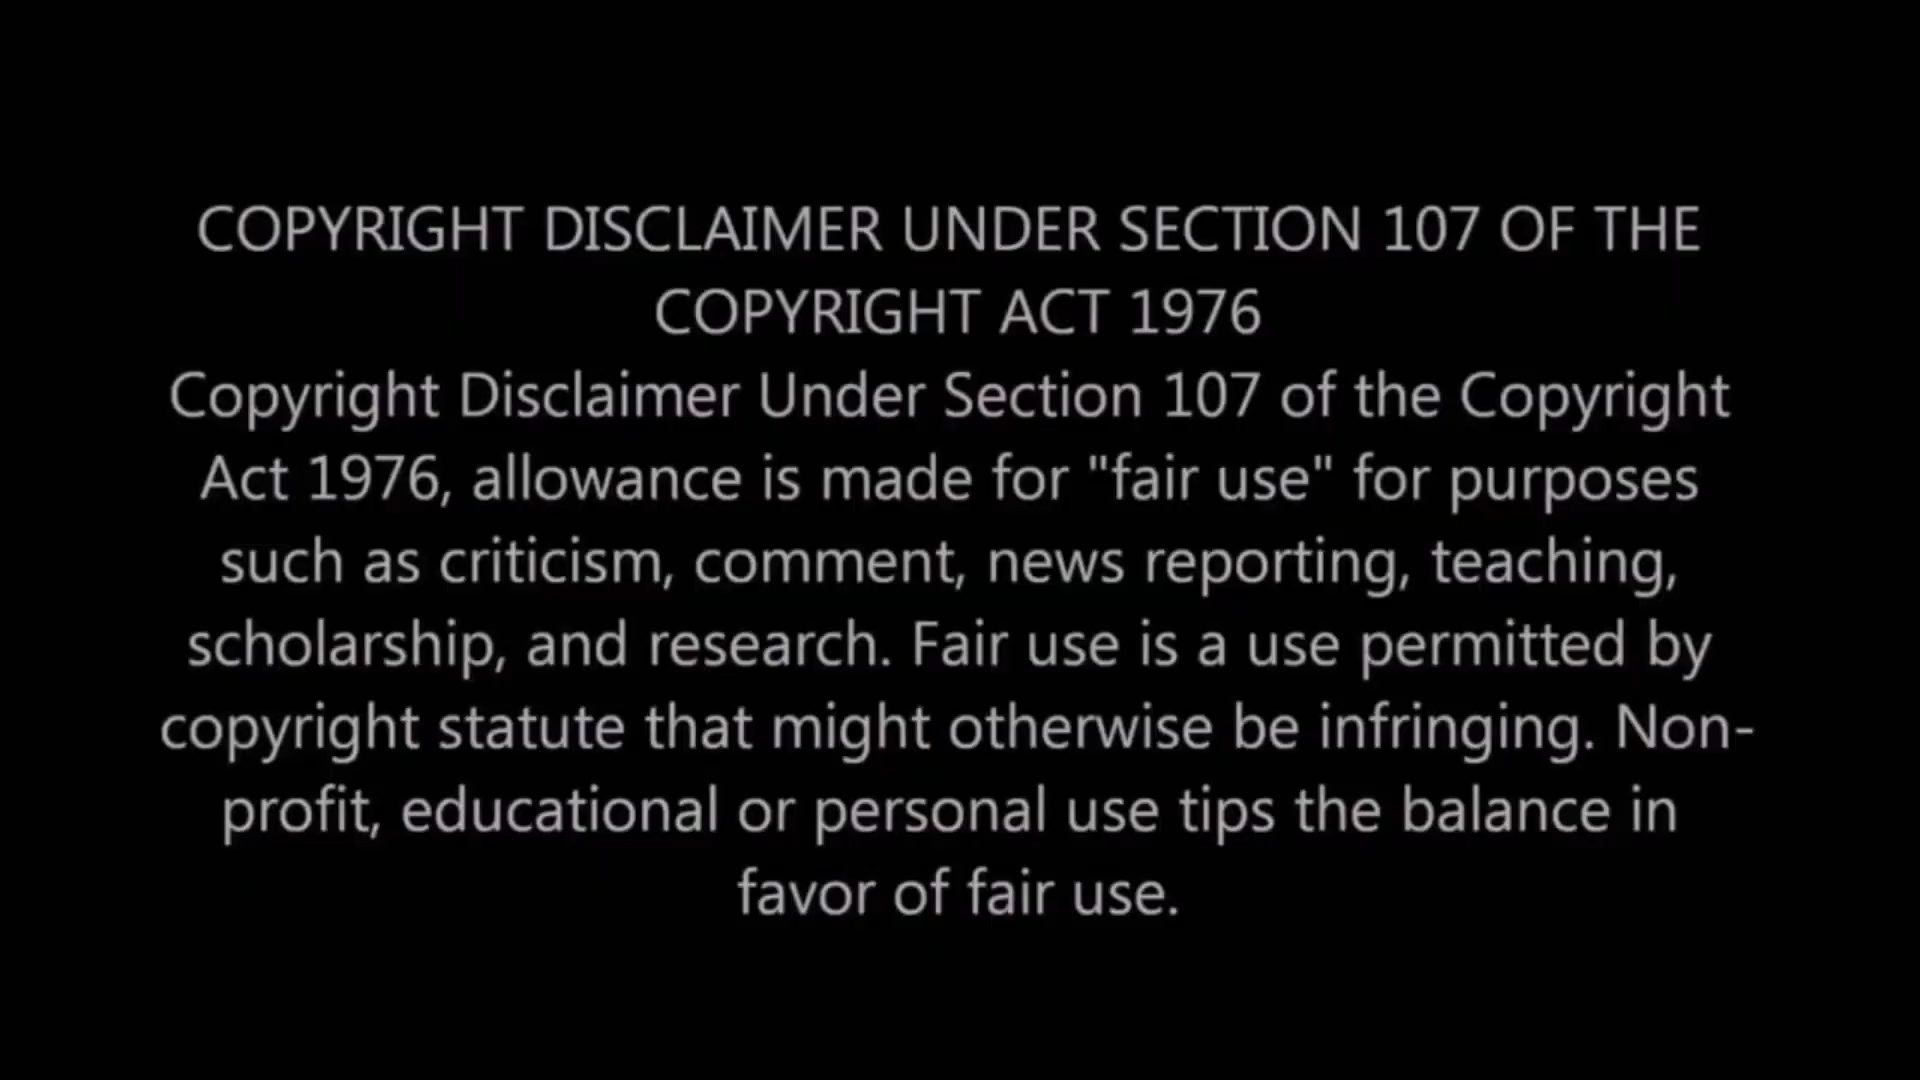 COPYRIGHT DISCLAIMER UNDER SECTION 107 OF THE
COPYRIGHT ACT 1976
Copyright Disclaimer Under Section 107 of the Copyright
Act 1976, allowance is made for "fair use" for purposes
such as criticism, comment, news reporting, teaching,
scholarship, and research. Fair use is a use permitted by
copyright statute that might otherwise be infringing. Non-
profit, educational or personal use tips the balance in
favor of fair use.